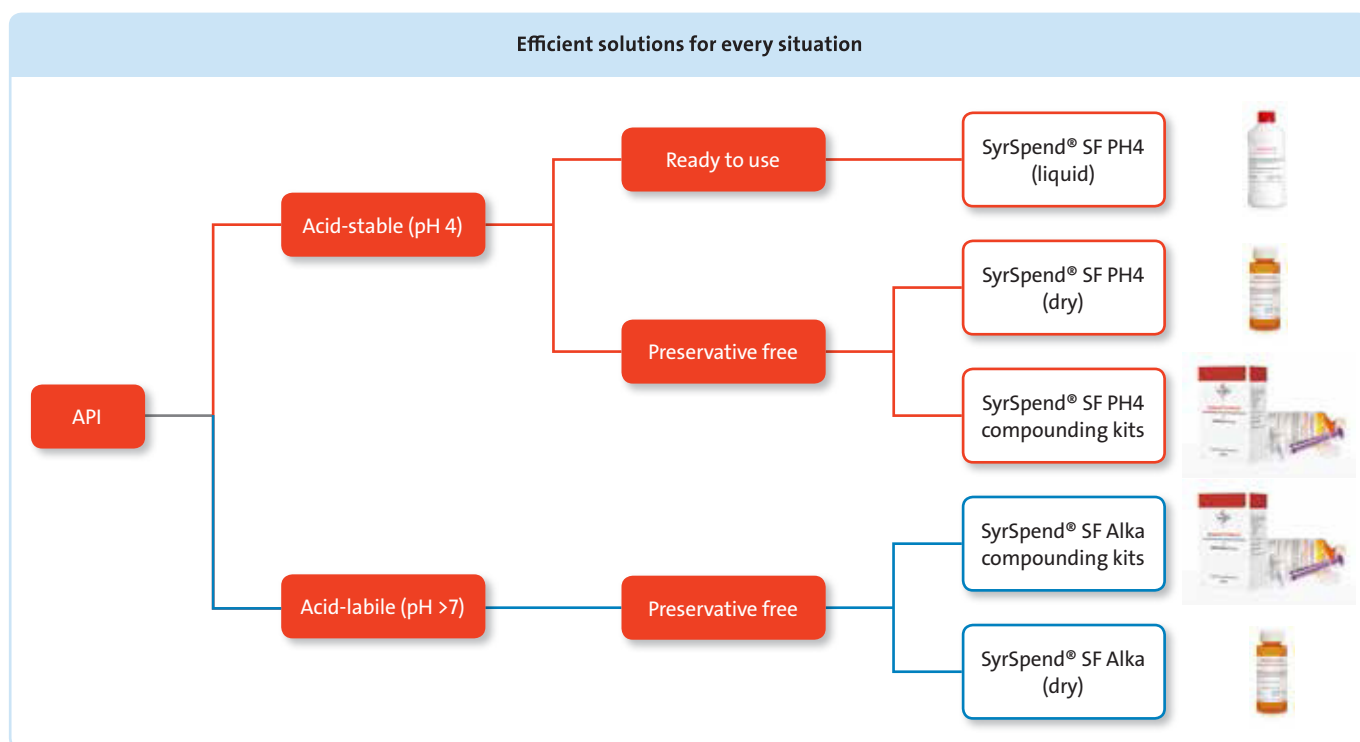 Efficient solutions for every situation
Ready to use
SyrSpend® SF PH4
(liquid)
Acid-stable (pH 4)
SyrSpend® SF PH4
(dry)
Preservative free
SyrSpend® SF PH4
compounding kits
API
SyrSpend® SF Alka
compounding kits
Acid-labile (pH >7)
Preservative free
SyrSpend® SF Alka
(dry)